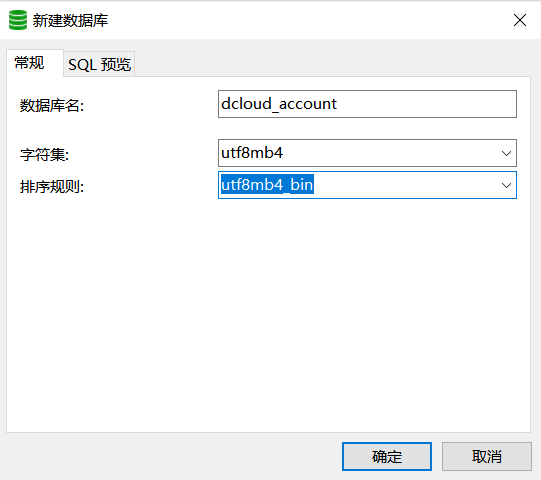 新建数据库
常规 SQL 预览
数据库名: dcloud_account
字符集: utf8mb4
排序规则: utf8mb4_bin
确定 取消